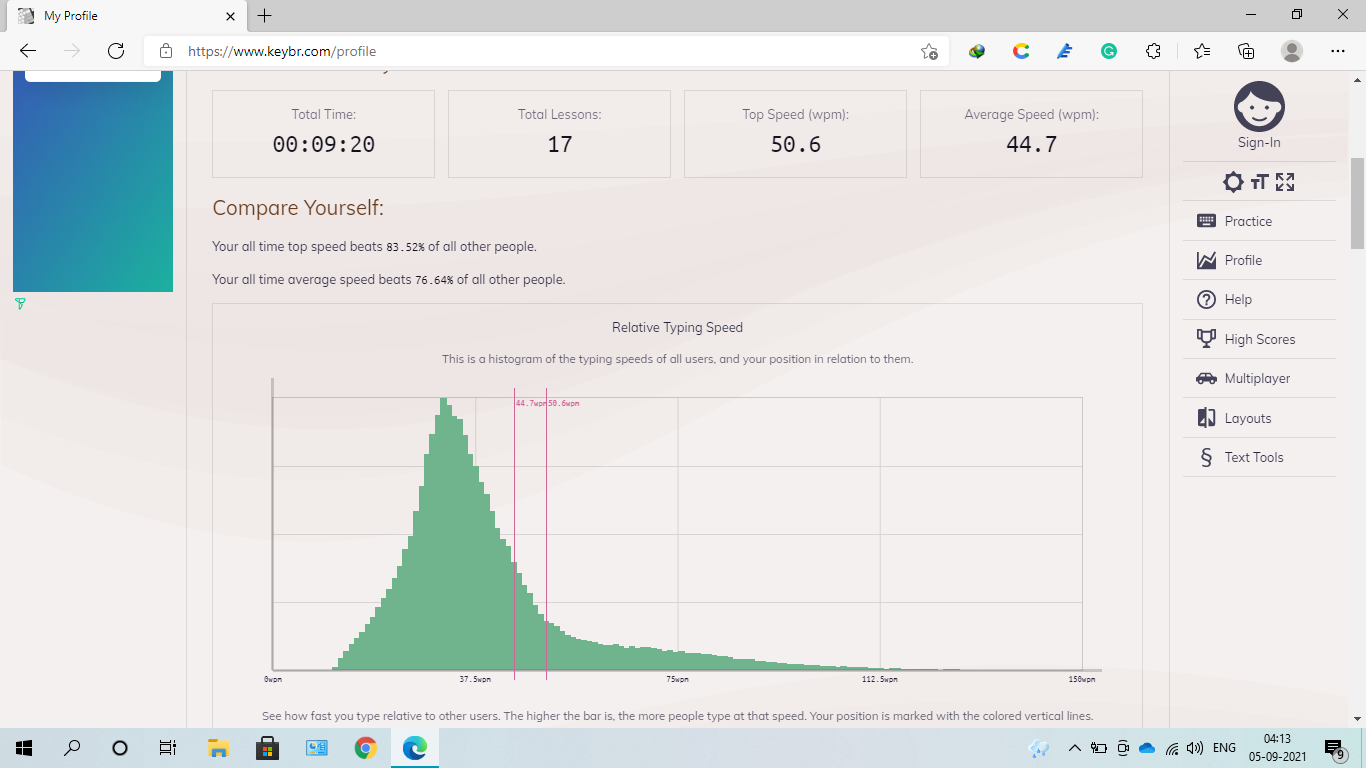 My Profile
https://www.keybr.com/profile
Total Time:
00:09:20
Total Lessons:
17
Top Speed (wpm):
50.6
Average Speed (wpm):
44.7
Sign-In
Practice
Profile
Help
High Scores
Multiplayer
Layouts
Text Tools
Compare Yourself:
Your all time top speed beats 83.52% of all other people.
Your all time average speed beats 76.64% of all other people.
Relative Typing Speed
This is a histogram of the typing speeds of all users, and your position in relation to them.
44.7wpm 50.6wpm
0wpm 37.5wpm 75wpm 112.5wpm 150wpm
See how fast you type relative to other users. The higher the bar is, the more people type at that speed. Your position is marked with the colored vertical lines.
ENG
04:13
05-09-2021
9